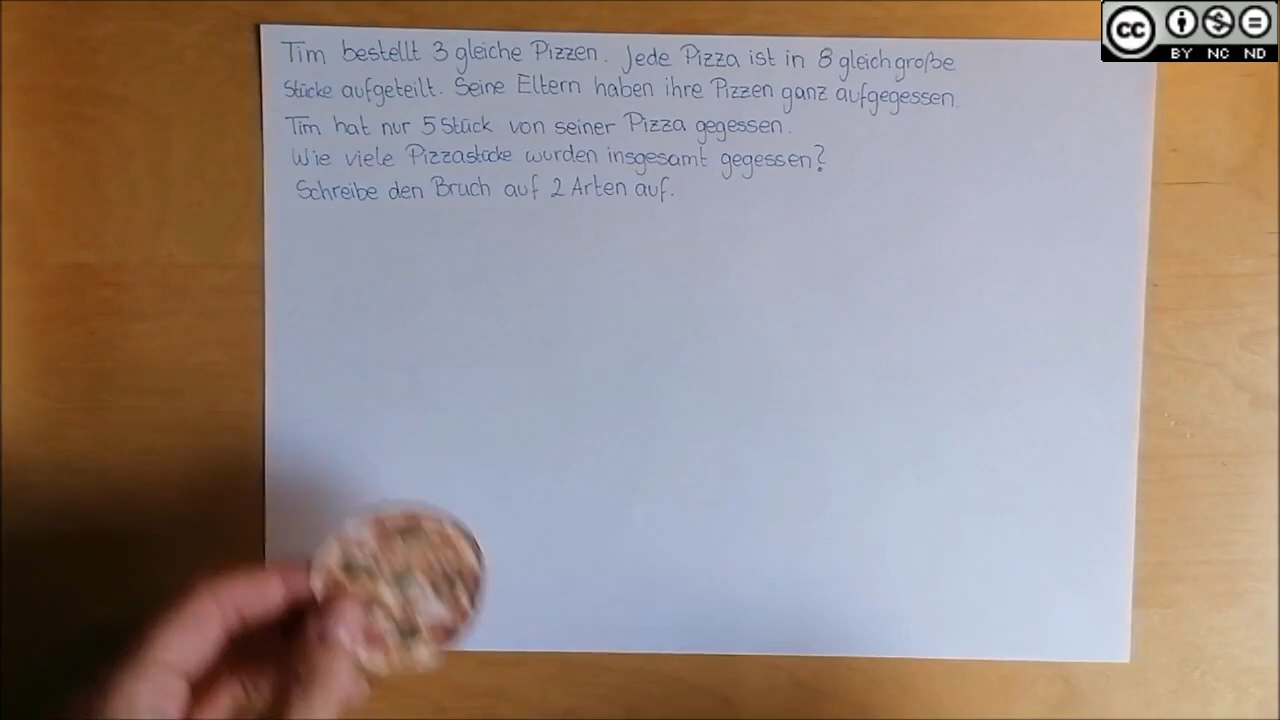 Tim bestellt 3 gleiche Pizzen. Jede Pizza ist in 8 gleich große
Stücke aufgeteilt. Seine Eltern haben ihre Pizzen ganz aufgegessen.
Tim hat nur 5 Stück von seiner Pizza gegessen.
Wie viele Pizzastücke wurden insgesamt gegessen?
Schreibe den Bruch auf 2 Arten auf.
CC
BY NC ND